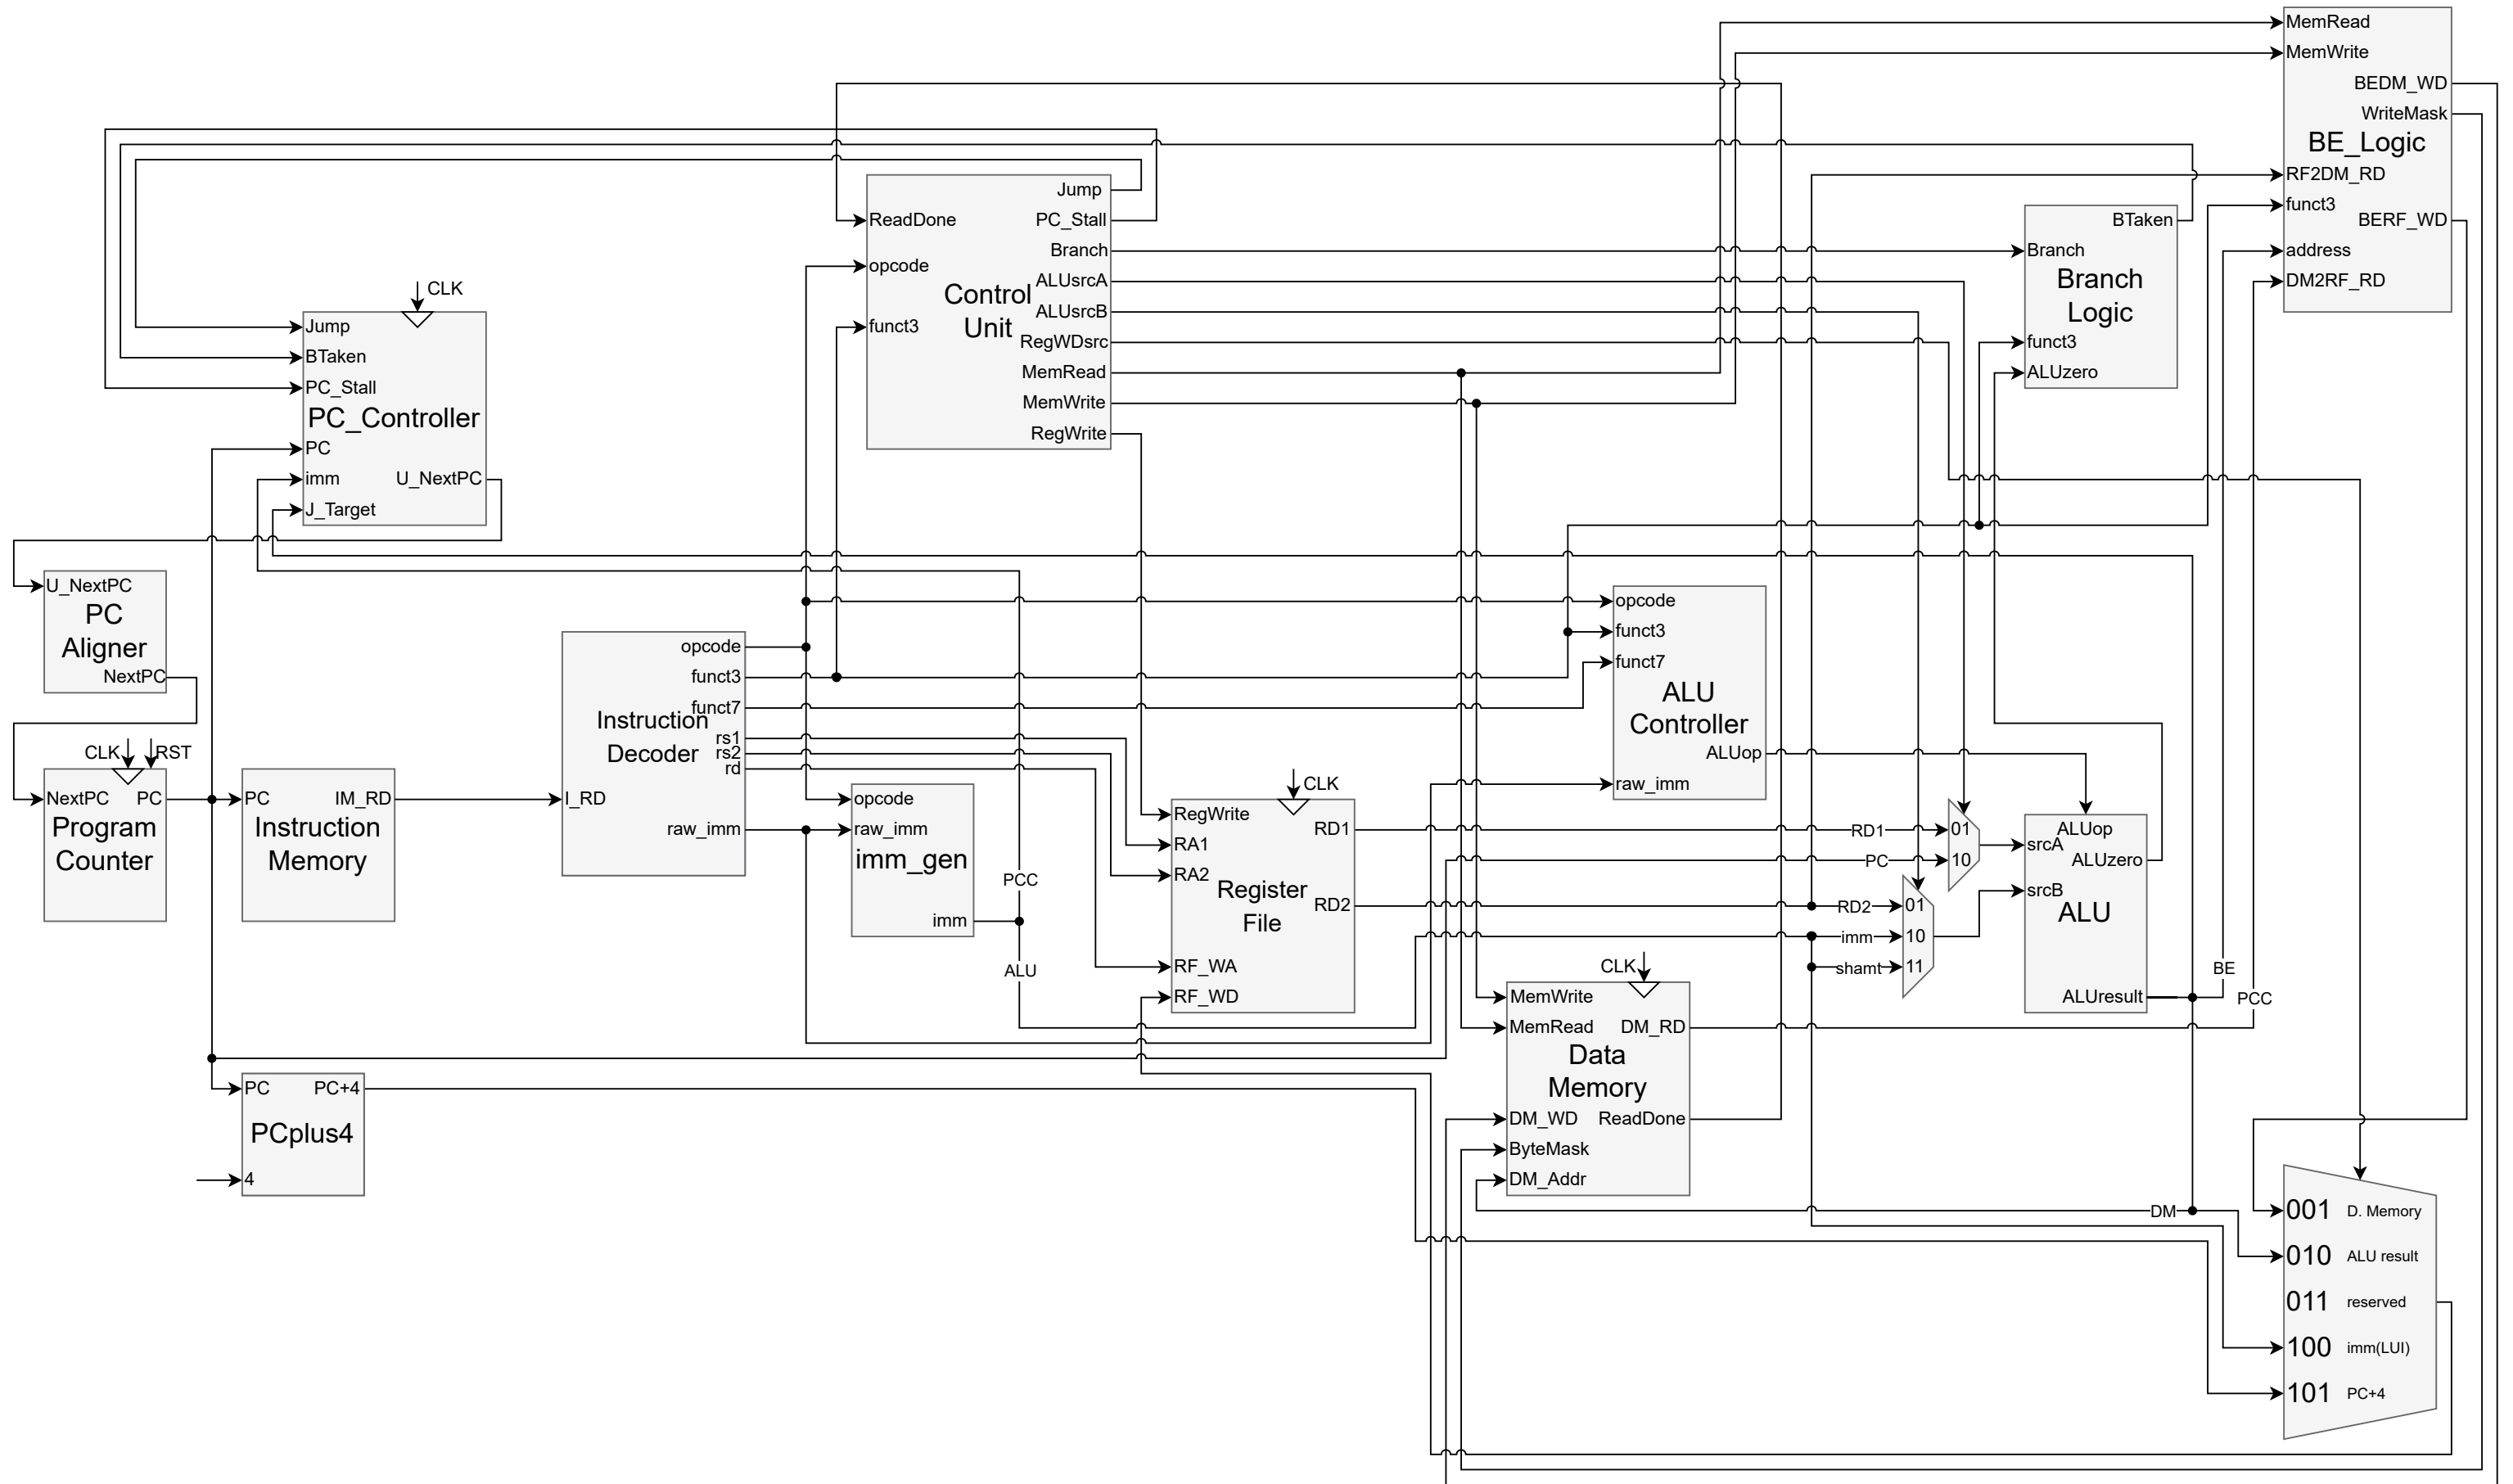 MemRead
MemWrite
BEDM_WD
WriteMask
BE_Logic
RF2DM_RD
funct3
BERF_WD
address
DM2RF_RD
Jump
ReadDone
PC_Stall
Branch
opcode
ALUsrcA
Control
Unit
ALUsrcB
funct3
RegWDsrc
MemRead
MemWrite
RegWrite
BTaken
Branch
Branch
Logic
funct3
ALUzero
CLK
Jump
BTaken
PC_Stall
PC_Controller
PC
imm
U_NextPC
J_Target
U_NextPC
PC
Aligner
NextPC
CLK
RST
NextPC
PC
Program
Counter
PC
IM_RD
Instruction
Memory
opcode
funct3
funct7
Instruction
Decoder
rs1
rs2
rd
I_RD
raw_imm
opcode
raw_imm
imm_gen
imm
PCC
ALU
CLK
RegWrite
RD1
RA1
RA2
Register
File
RD2
RF_WA
RF_WD
opcode
funct3
funct7
ALU
Controller
ALUop
raw_imm
RD1
01
PC
10
RD2
01
imm
10
shamt
11
ALUop
srcA
ALUzero
srcB
ALU
ALUresult
BE
PCC
CLK
MemWrite
MemRead
DM_RD
Data
Memory
DM_WD
ReadDone
ByteMask
DM_Addr
DM
PC
PC+4
PCplus4
4
001 D. Memory
010 ALU result
011 reserved
100 imm(LUI)
101 PC+4